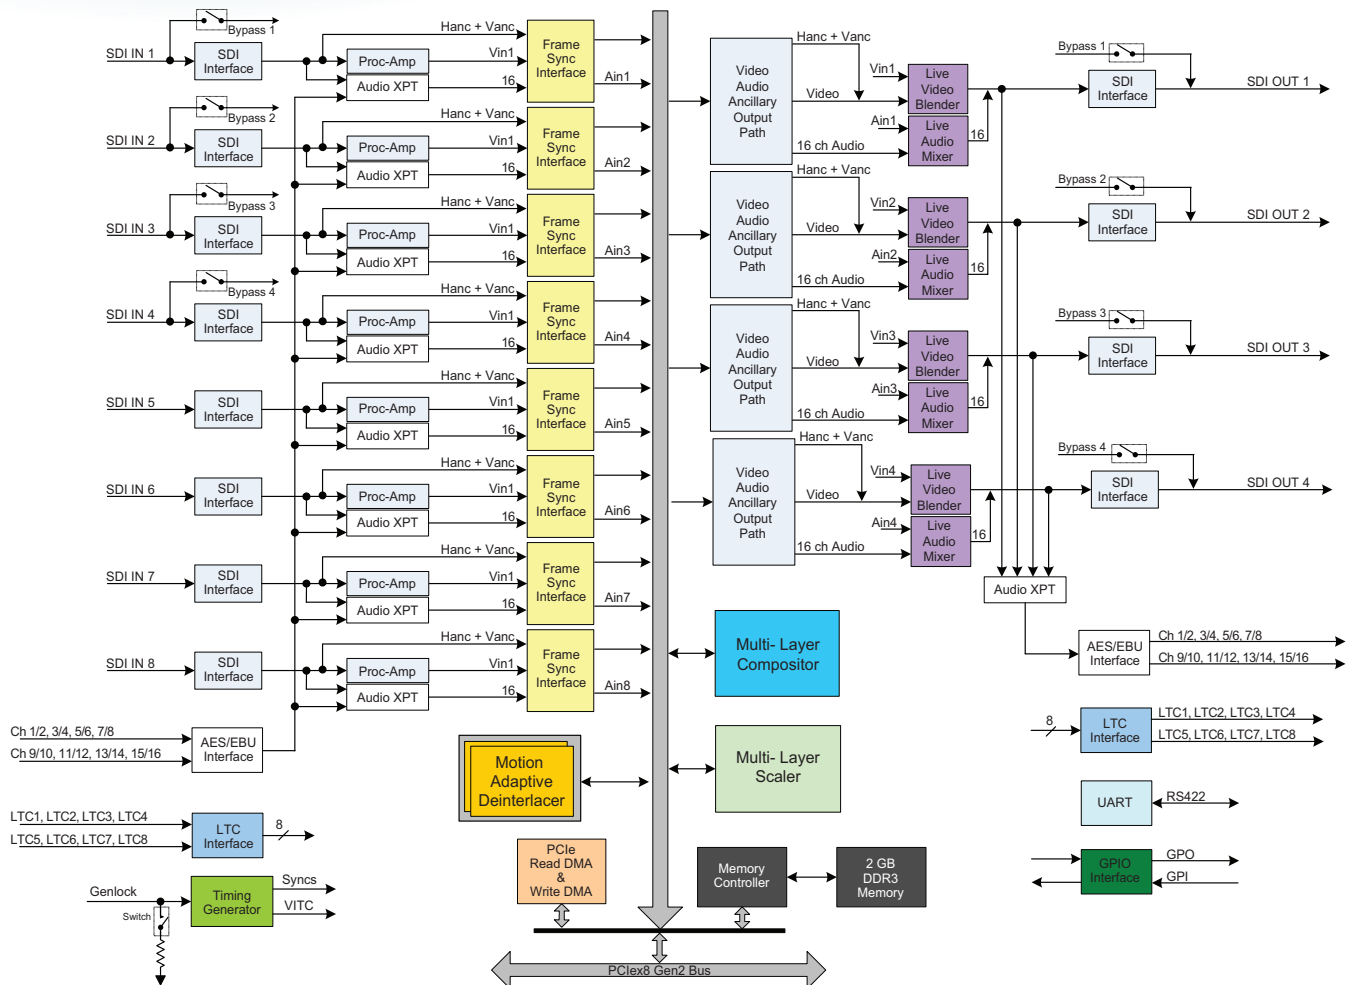 Bypass 1
SDI IN 1
SDI
Interface
Hanc + Vanc
Proc-Amp
Vin1
Audio XPT
16
Frame
Sync
Interface
Ain1
Bypass 2
SDI IN 2
SDI
Interface
Hanc + Vanc
Proc-Amp
Vin1
Audio XPT
16
Frame
Sync
Interface
Ain2
Bypass 3
SDI IN 3
SDI
Interface
Hanc + Vanc
Proc-Amp
Vin1
Audio XPT
16
Frame
Sync
Interface
Ain3
Bypass 4
SDI IN 4
SDI
Interface
Hanc + Vanc
Proc-Amp
Vin1
Audio XPT
16
Frame
Sync
Interface
Ain4
SDI IN 5
SDI
Interface
Hanc + Vanc
Proc-Amp
Vin1
Audio XPT
16
Frame
Sync
Interface
Ain5
SDI IN 6
SDI
Interface
Hanc + Vanc
Proc-Amp
Vin1
Audio XPT
16
Frame
Sync
Interface
Ain6
SDI IN 7
SDI
Interface
Hanc + Vanc
Proc-Amp
Vin1
Audio XPT
16
Frame
Sync
Interface
Ain7
SDI IN 8
SDI
Interface
Hanc + Vanc
Proc-Amp
Vin1
Audio XPT
16
Frame
Sync
Interface
Ain8
Ch 1/2, 3/4, 5/6, 7/8
Ch 9/10, 11/12, 13/14, 15/16
AES/EBU
Interface
LTC1, LTC2, LTC3, LTC4
LTC5, LTC6, LTC7, LTC8
LTC
Interface
8
Genlock
Switch
Timing
Generator
Syncs
VITC
Motion
Adaptive
Deinterlacer
PCIe
Read DMA
&
Write DMA
Memory
Controller
2 GB
DDR3
Memory
PCIex8 Gen2 Bus
Multi- Layer
Compositor
Multi- Layer
Scaler
Video
Audio
Ancillary
Output
Path
Hanc + Vanc
Video
16 ch Audio
Vin1
Live
Video
Blender
Ain1
Live
Audio
Mixer
16
Bypass 1
SDI
Interface
SDI OUT 1
Video
Audio
Ancillary
Output
Path
Hanc + Vanc
Video
16 ch Audio
Vin2
Live
Video
Blender
Ain2
Live
Audio
Mixer
16
Bypass 2
SDI
Interface
SDI OUT 2
Video
Audio
Ancillary
Output
Path
Hanc + Vanc
Video
16 ch Audio
Vin3
Live
Video
Blender
Ain3
Live
Audio
Mixer
16
Bypass 3
SDI
Interface
SDI OUT 3
Video
Audio
Ancillary
Output
Path
Hanc + Vanc
Video
16 ch Audio
Vin4
Live
Video
Blender
Ain4
Live
Audio
Mixer
16
Bypass 4
SDI
Interface
SDI OUT 4
Audio XPT
AES/EBU
Interface
Ch 1/2, 3/4, 5/6, 7/8
Ch 9/10, 11/12, 13/14, 15/16
8
LTC
Interface
LTC1, LTC2, LTC3, LTC4
LTC5, LTC6, LTC7, LTC8
UART
RS422
GPIO
Interface
GPO
GPI